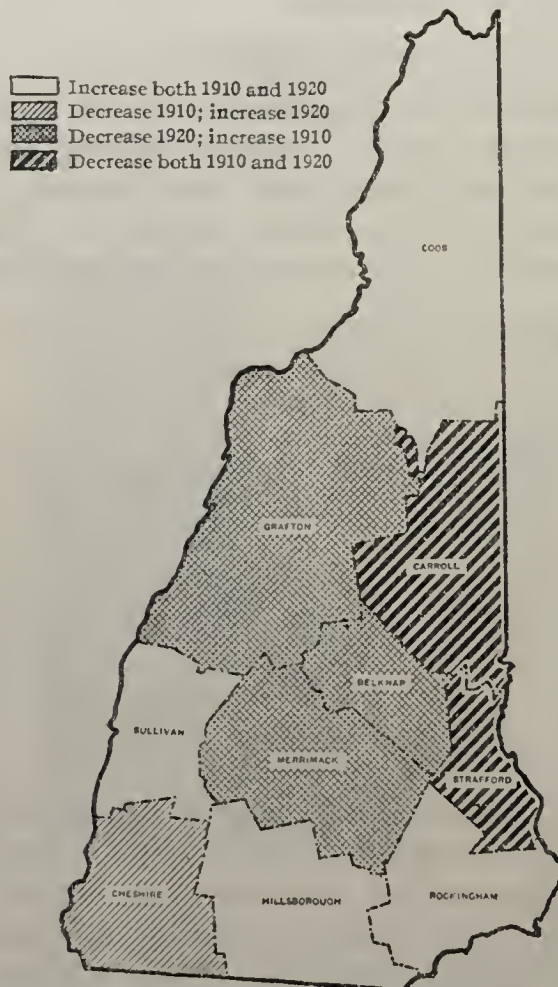 Increase both 1910 and 1920
Decrease 1910; increase 1920
Decrease 1920; increase 1910
Decrease both 1910 and 1920
COOS
GRAFTON
CARROLL
BELKNAP
SULLIVAN
MERRIMACK
STRAFFORD
CHESHIRE
HILLSBOROUGH
ROCKINGHAM